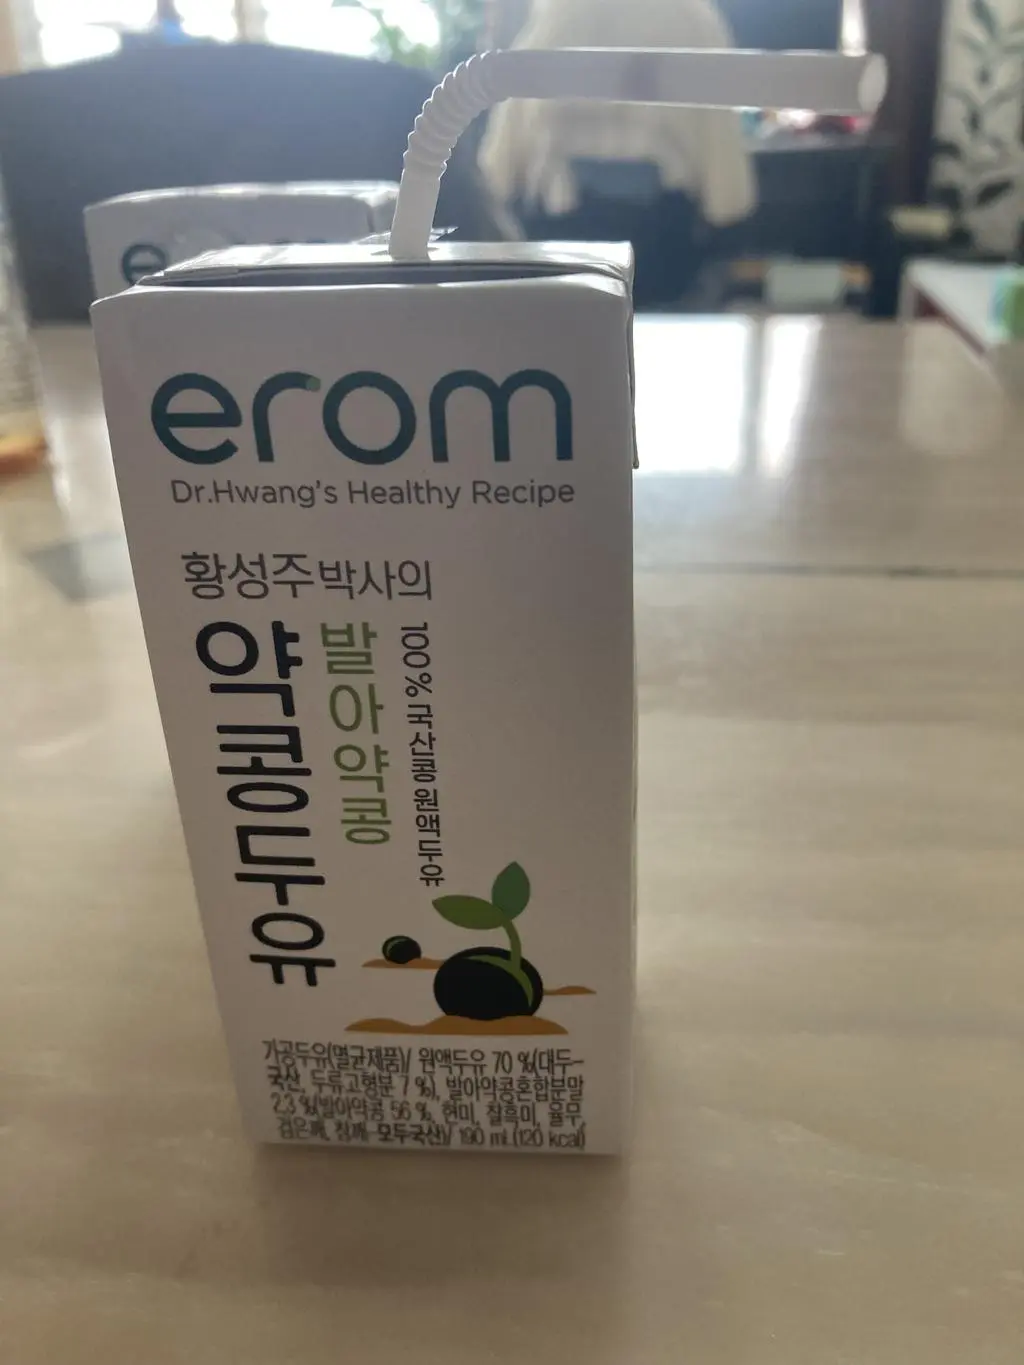 erom
Dr.Hwang's Healthy Recipe
황성주 박사의
약콩두유
발아약콩
100% 국산콩 원액두유
가공두유(멸균제품)/ 원액두유 70 %(대두-
국산, 두류고형분 7 %), 발아약콩혼합분말
2.3 %(발아약콩 56 %, 현미, 찰흑미, 율무,
검은깨, 참깨-모두국산)/ 190 mL (120 kcal)
e